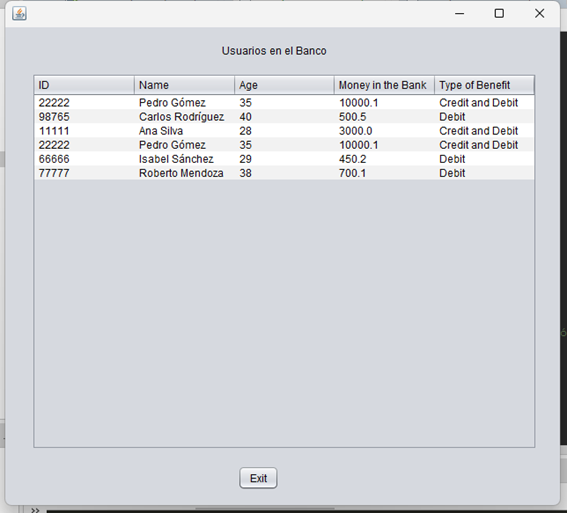 Usuarios en el Banco
ID Name Age Money in the Bank Type of Benefit
22222 Pedro Gómez 35 10000.1 Credit and Debit
98765 Carlos Rodríguez 40 500.5 Debit
11111 Ana Silva 28 3000.0 Credit and Debit
22222 Pedro Gómez 35 10000.1 Credit and Debit
66666 Isabel Sánchez 29 450.2 Debit
77777 Roberto Mendoza 38 700.1 Debit
Exit